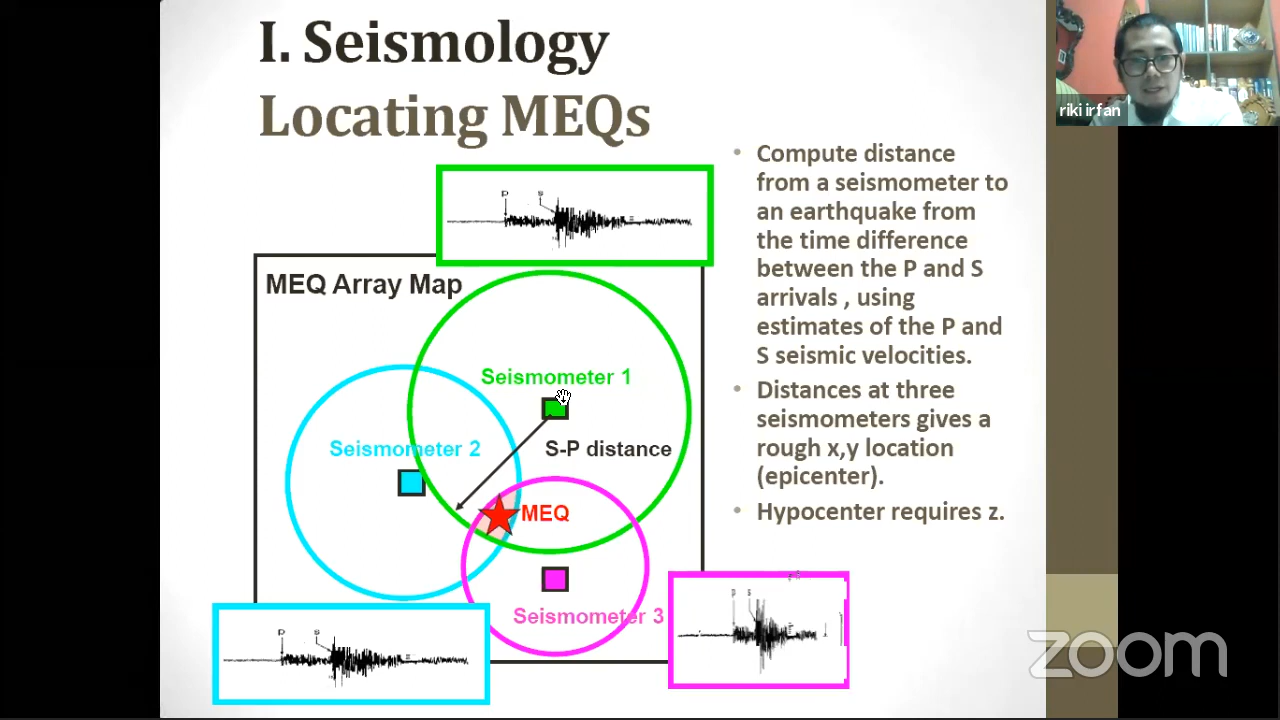 I. Seismology
Locating MEQs
riki irfan
• Compute distance
from a seismometer to
an earthquake from
the time difference
between the P and S
arrivals , using
estimates of the P and
S seismic velocities.
• Distances at three
seismometers gives a
rough x,y location
(epicenter).
• Hypocenter requires z.
P S
MEQ Array Map
Seismometer 1
Seismometer 2
S-P distance
MEQ
Seismometer 3
P S
zoom